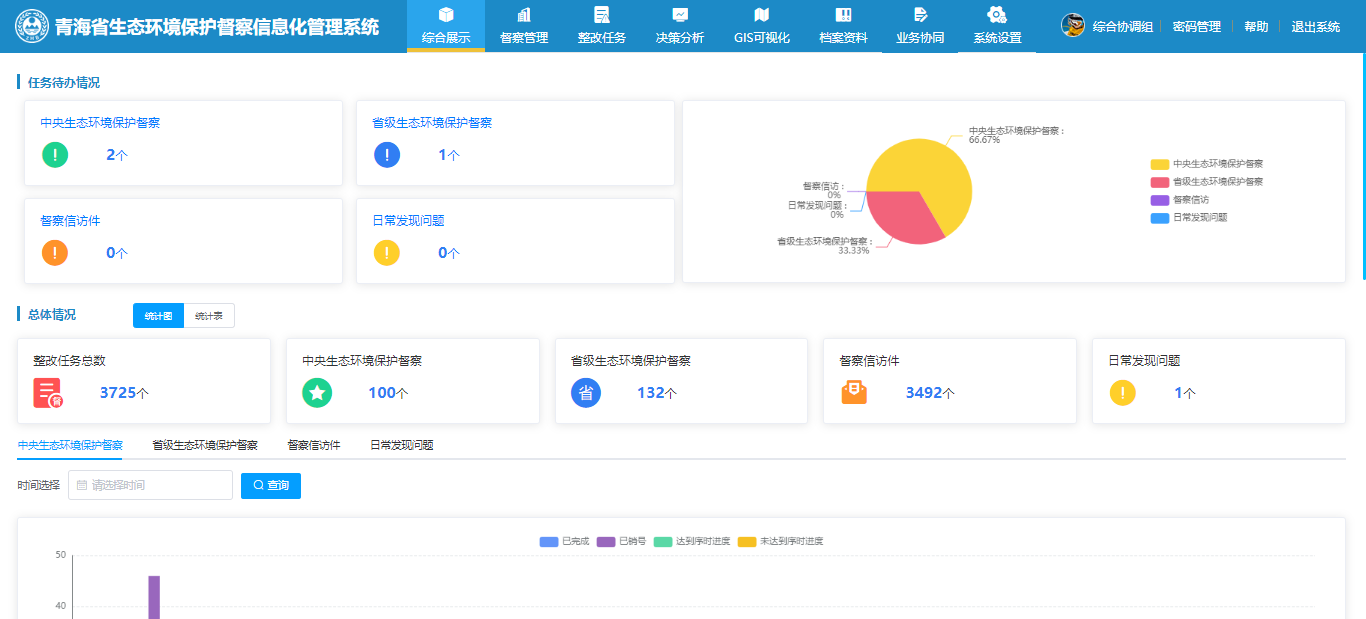 青海省生态环境保护督察信息化管理系统
综合展示
督察管理
整改任务
决策分析
GIS可视化
档案资料
业务协同
系统设置
综合协调组
密码管理
帮助
退出系统
任务待办情况
中央生态环境保护督察
2个
省级生态环境保护督察
1个
督察信访件
0个
日常发现问题
0个
中央生态环境保护督察：
66.67%
督察信访：
0%
日常发现问题：
0%
省级生态环境保护督察：
33.33%
中央生态环境保护督察
省级生态环境保护督察
督察信访
日常发现问题
总体情况
统计图
统计表
整改任务总数
督
3725个
中央生态环境保护督察
100个
省级生态环境保护督察
省
132个
督察信访件
3492个
日常发现问题
1个
中央生态环境保护督察
省级生态环境保护督察
督察信访件
日常发现问题
时间选择
请选择时间
查询
已完成
已销号
达到序时进度
未达到序时进度
50
40